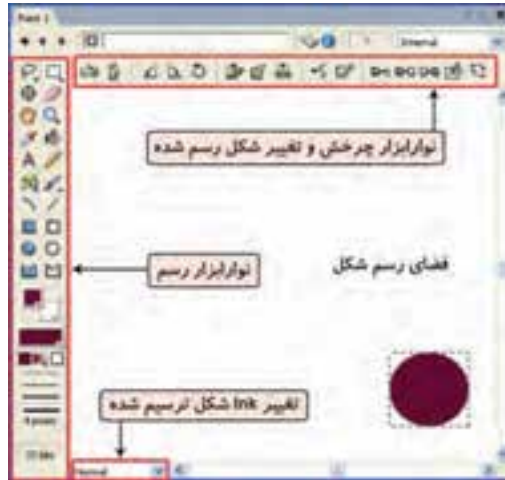 Paint 1
Internal
نوارابزار چرخش و تغییر شکل رسم شده
فضای رسم شکل
نوارابزار رسم
تغییر Ink شکل ترسیم شده
Normal